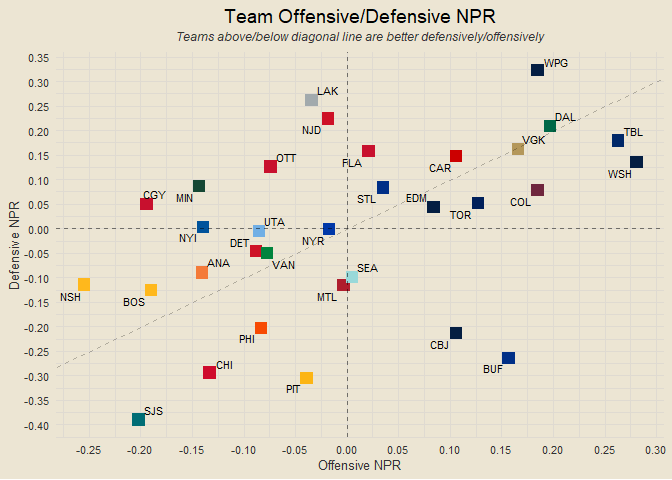 Team Offensive/Defensive NPR
Teams above/below diagonal line are better defensively/offensively
0.35
0.30
0.25
0.20
0.15
0.10
0.05
0.00
-0.05
-0.10
-0.15
-0.20
-0.25
-0.30
-0.35
-0.40
Defensive NPR
WPG
LAK
DAL
NJD
TBL
VGK
OTT
FLA
CAR
WSH
CGY
MIN
STL
EDM
COL
TOR
UTA
NYI
DET
NYR
ANA
VAN
SEA
NSH
BOS
MTL
PHI
CBJ
CHI
BUF
PIT
SJS
-0.25 -0.20 -0.15 -0.10 -0.05 0.00 0.05 0.10 0.15 0.20 0.25 0.30
Offensive NPR